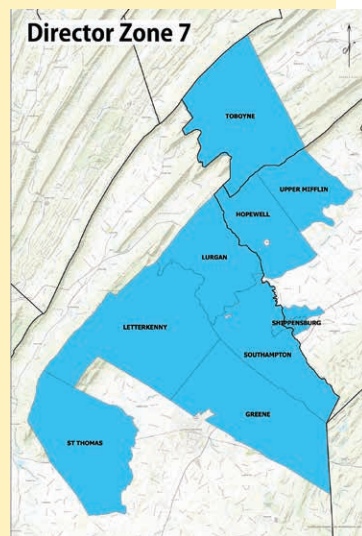 Director Zone 7
TOBOYNE
UPPER MIFFLIN
HOPEWELL
LURGAN
LETTERKENNY
SHIPPENSBURG
SOUTHAMPTON
GREENE
ST THOMAS